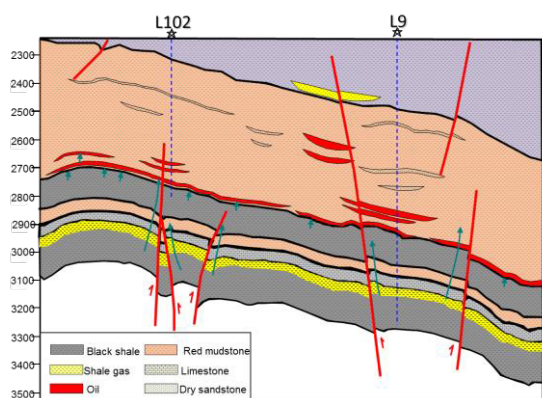 L102
L9
2300
2400
2500
2600
2700
2800
2900
3000
3100
3200
3300
3400
3500
Black shale
Red mudstone
Shale gas
Limestone
Oil
Dry sandstone